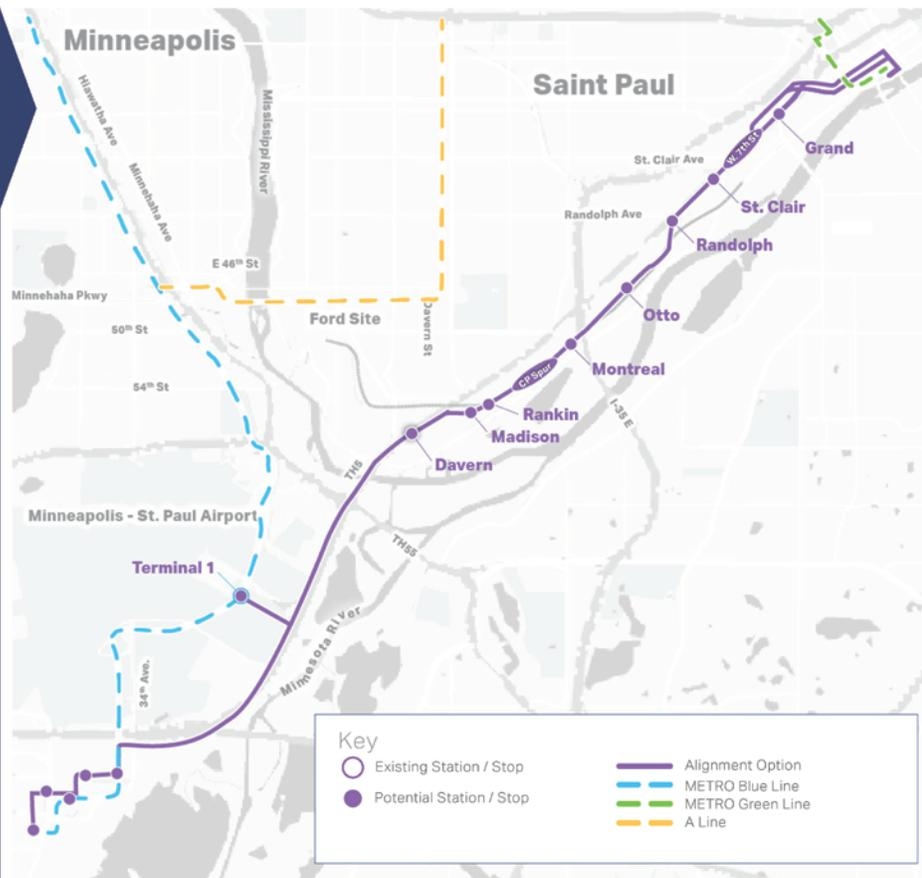 Minneapolis
Saint Paul
Hiawatha Ave
Mississippi River
Minnehaha Ave
Grand
W. 7th St
St. Clair Ave
St. Clair
Randolph Ave
Randolph
E 46th St
Minnehaha Pkwy
50th St
Ford Site
Davern St
Otto
54th St
Montreal
CP Spur
Rankin
I-35 E
Madison
Davern
TH5
Minneapolis - St. Paul Airport
TH55
Terminal 1
Minnesota River
34th Ave.
Key
Existing Station / Stop
Potential Station / Stop
Alignment Option
METRO Blue Line
METRO Green Line
A Line